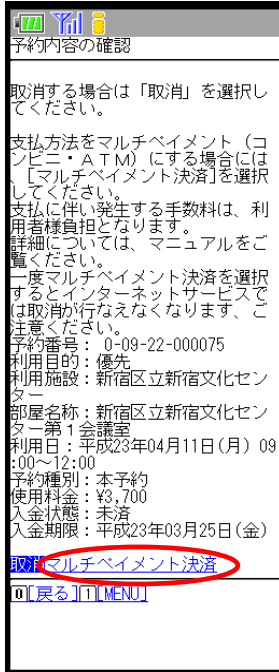 予約内容の確認
取消する場合は「取消」を選択し
てください。
支払方法をマルチペイメント（コ
ンビニ・ＡＴＭ）にする場合には
、［マルチペイメント決済］を選択
してください。
支払に伴い発生する手数料は、利
用者様負担となります。
詳細については、マニュアルをご
覧ください。
一度マルチペイメント決済を選択
するとインターネットサービスで
は取消が行なえなくなります、ご
注意ください。
予約番号： 0-09-22-000075
利用目的：優先
利用施設：新宿区立新宿文化セン
ター
部屋名称：新宿区立新宿文化セン
ター第１会議室
利用日：平成23年04月11日(月) 09
:00～12:00
予約種別：本予約
使用料金：¥3,700
入金状態：未済
入金期限：平成23年03月25日(金)
取消マルチペイメント決済
0[戻る]1[MENU]